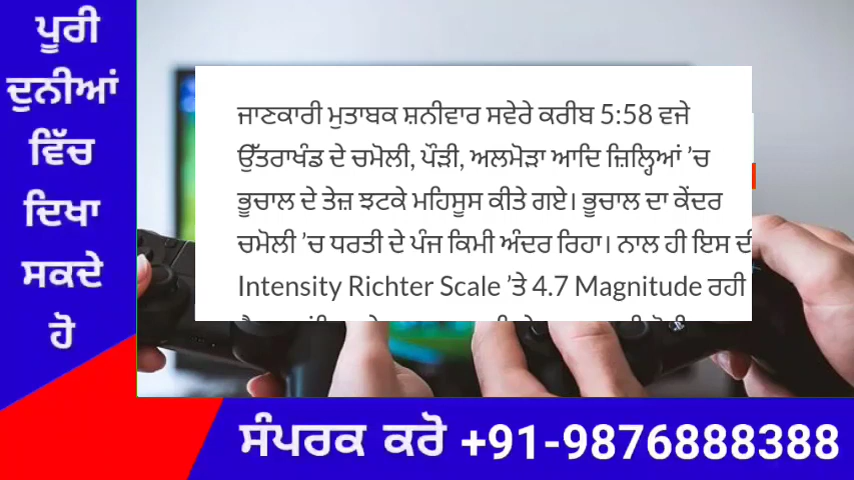 ਪੂਰੀ
ਦੁਨੀਆਂ
ਵਿੱਚ
ਦਿਖਾ
ਸਕਦੇ
ਹੋ
ਜਾਣਕਾਰੀ ਮੁਤਾਬਕ ਸ਼ਨੀਵਾਰ ਸਵੇਰੇ ਕਰੀਬ 5:58 ਵਜੇ
ਉੱਤਰਾਖੰਡ ਦੇ ਚਮੋਲੀ, ਪੌੜੀ, ਅਲਮੋੜਾ ਆਦਿ ਜ਼ਿਲ੍ਹਿਆਂ ’ਚ
ਭੂਚਾਲ ਦੇ ਤੇਜ਼ ਝਟਕੇ ਮਹਿਸੂਸ ਕੀਤੇ ਗਏ। ਭੂਚਾਲ ਦਾ ਕੇਂਦਰ
ਚਮੋਲੀ ’ਚ ਧਰਤੀ ਦੇ ਪੰਜ ਕਿਮੀ ਅੰਦਰ ਰਿਹਾ। ਨਾਲ ਹੀ ਇਸ ਦੀ
Intensity Richter Scale ’ਤੇ 4.7 Magnitude ਰਹੀ
ਸੰਪਰਕ ਕਰੋ +91-9876888388